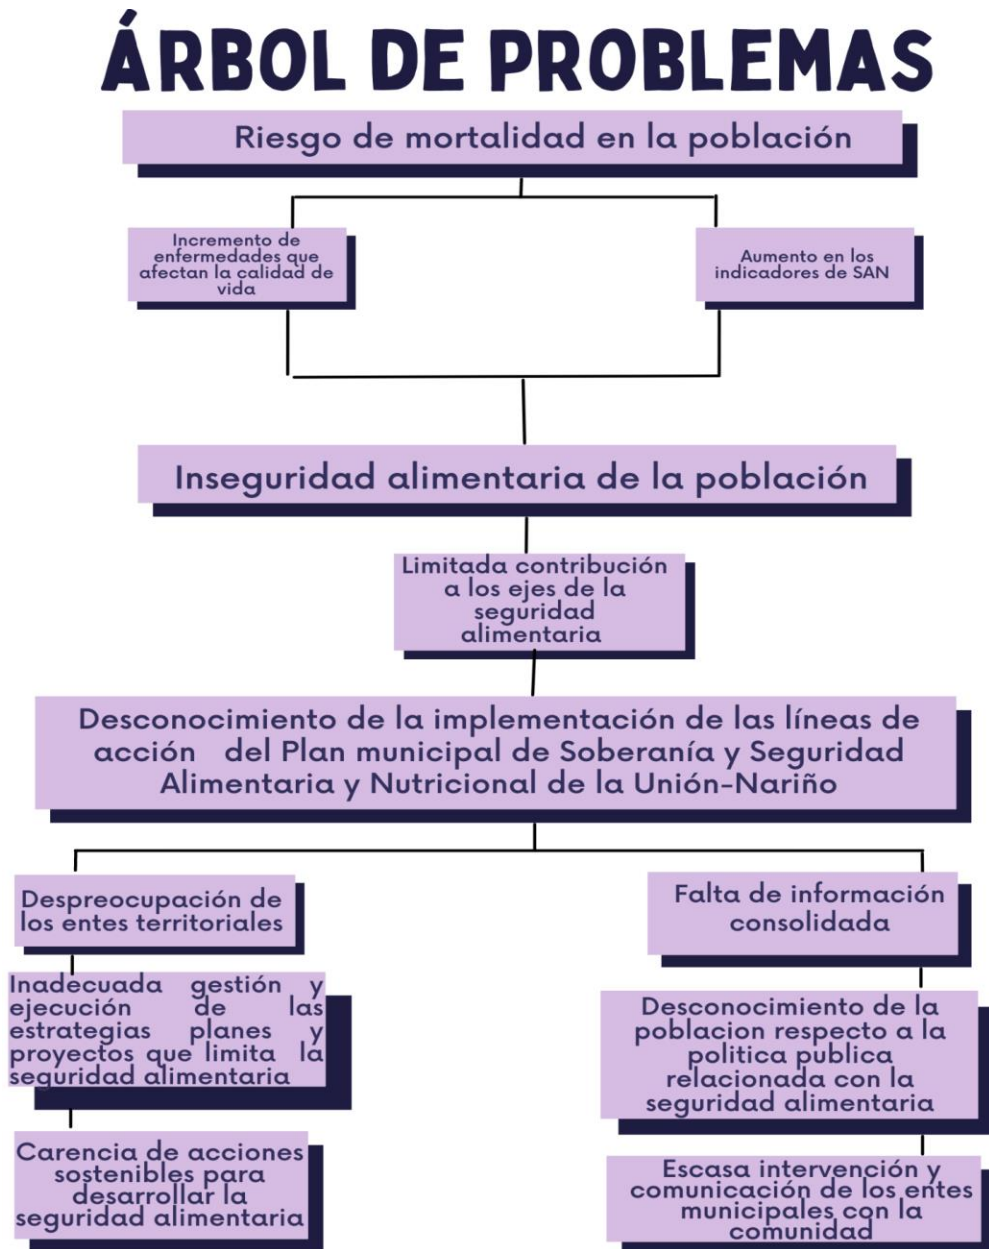 ÁRBOL DE PROBLEMAS
Riesgo de mortalidad en la población
Incremento de
enfermedades que
afectan la calidad de
vida
Aumento en los
indicadores de SAN
Inseguridad alimentaria de la población
Limitada contribución
a los ejes de la
seguridad
alimentaria
Desconocimiento de la implementación de las líneas de
acción del Plan municipal de Soberanía y Seguridad
Alimentaria y Nutricional de la Unión-Nariño
Despreocupación de
los entes territoriales
Inadecuada gestión y
ejecución de las
estrategias planes y
proyectos que limita la
seguridad alimentaria
Carencia de acciones
sostenibles para
desarrollar la
seguridad alimentaria
Falta de información
consolidada
Desconocimiento de la
poblacion respecto a la
politica publica
relacionada con la
seguridad alimentaria
Escasa intervención y
comunicación de los entes
municipales con la
comunidad